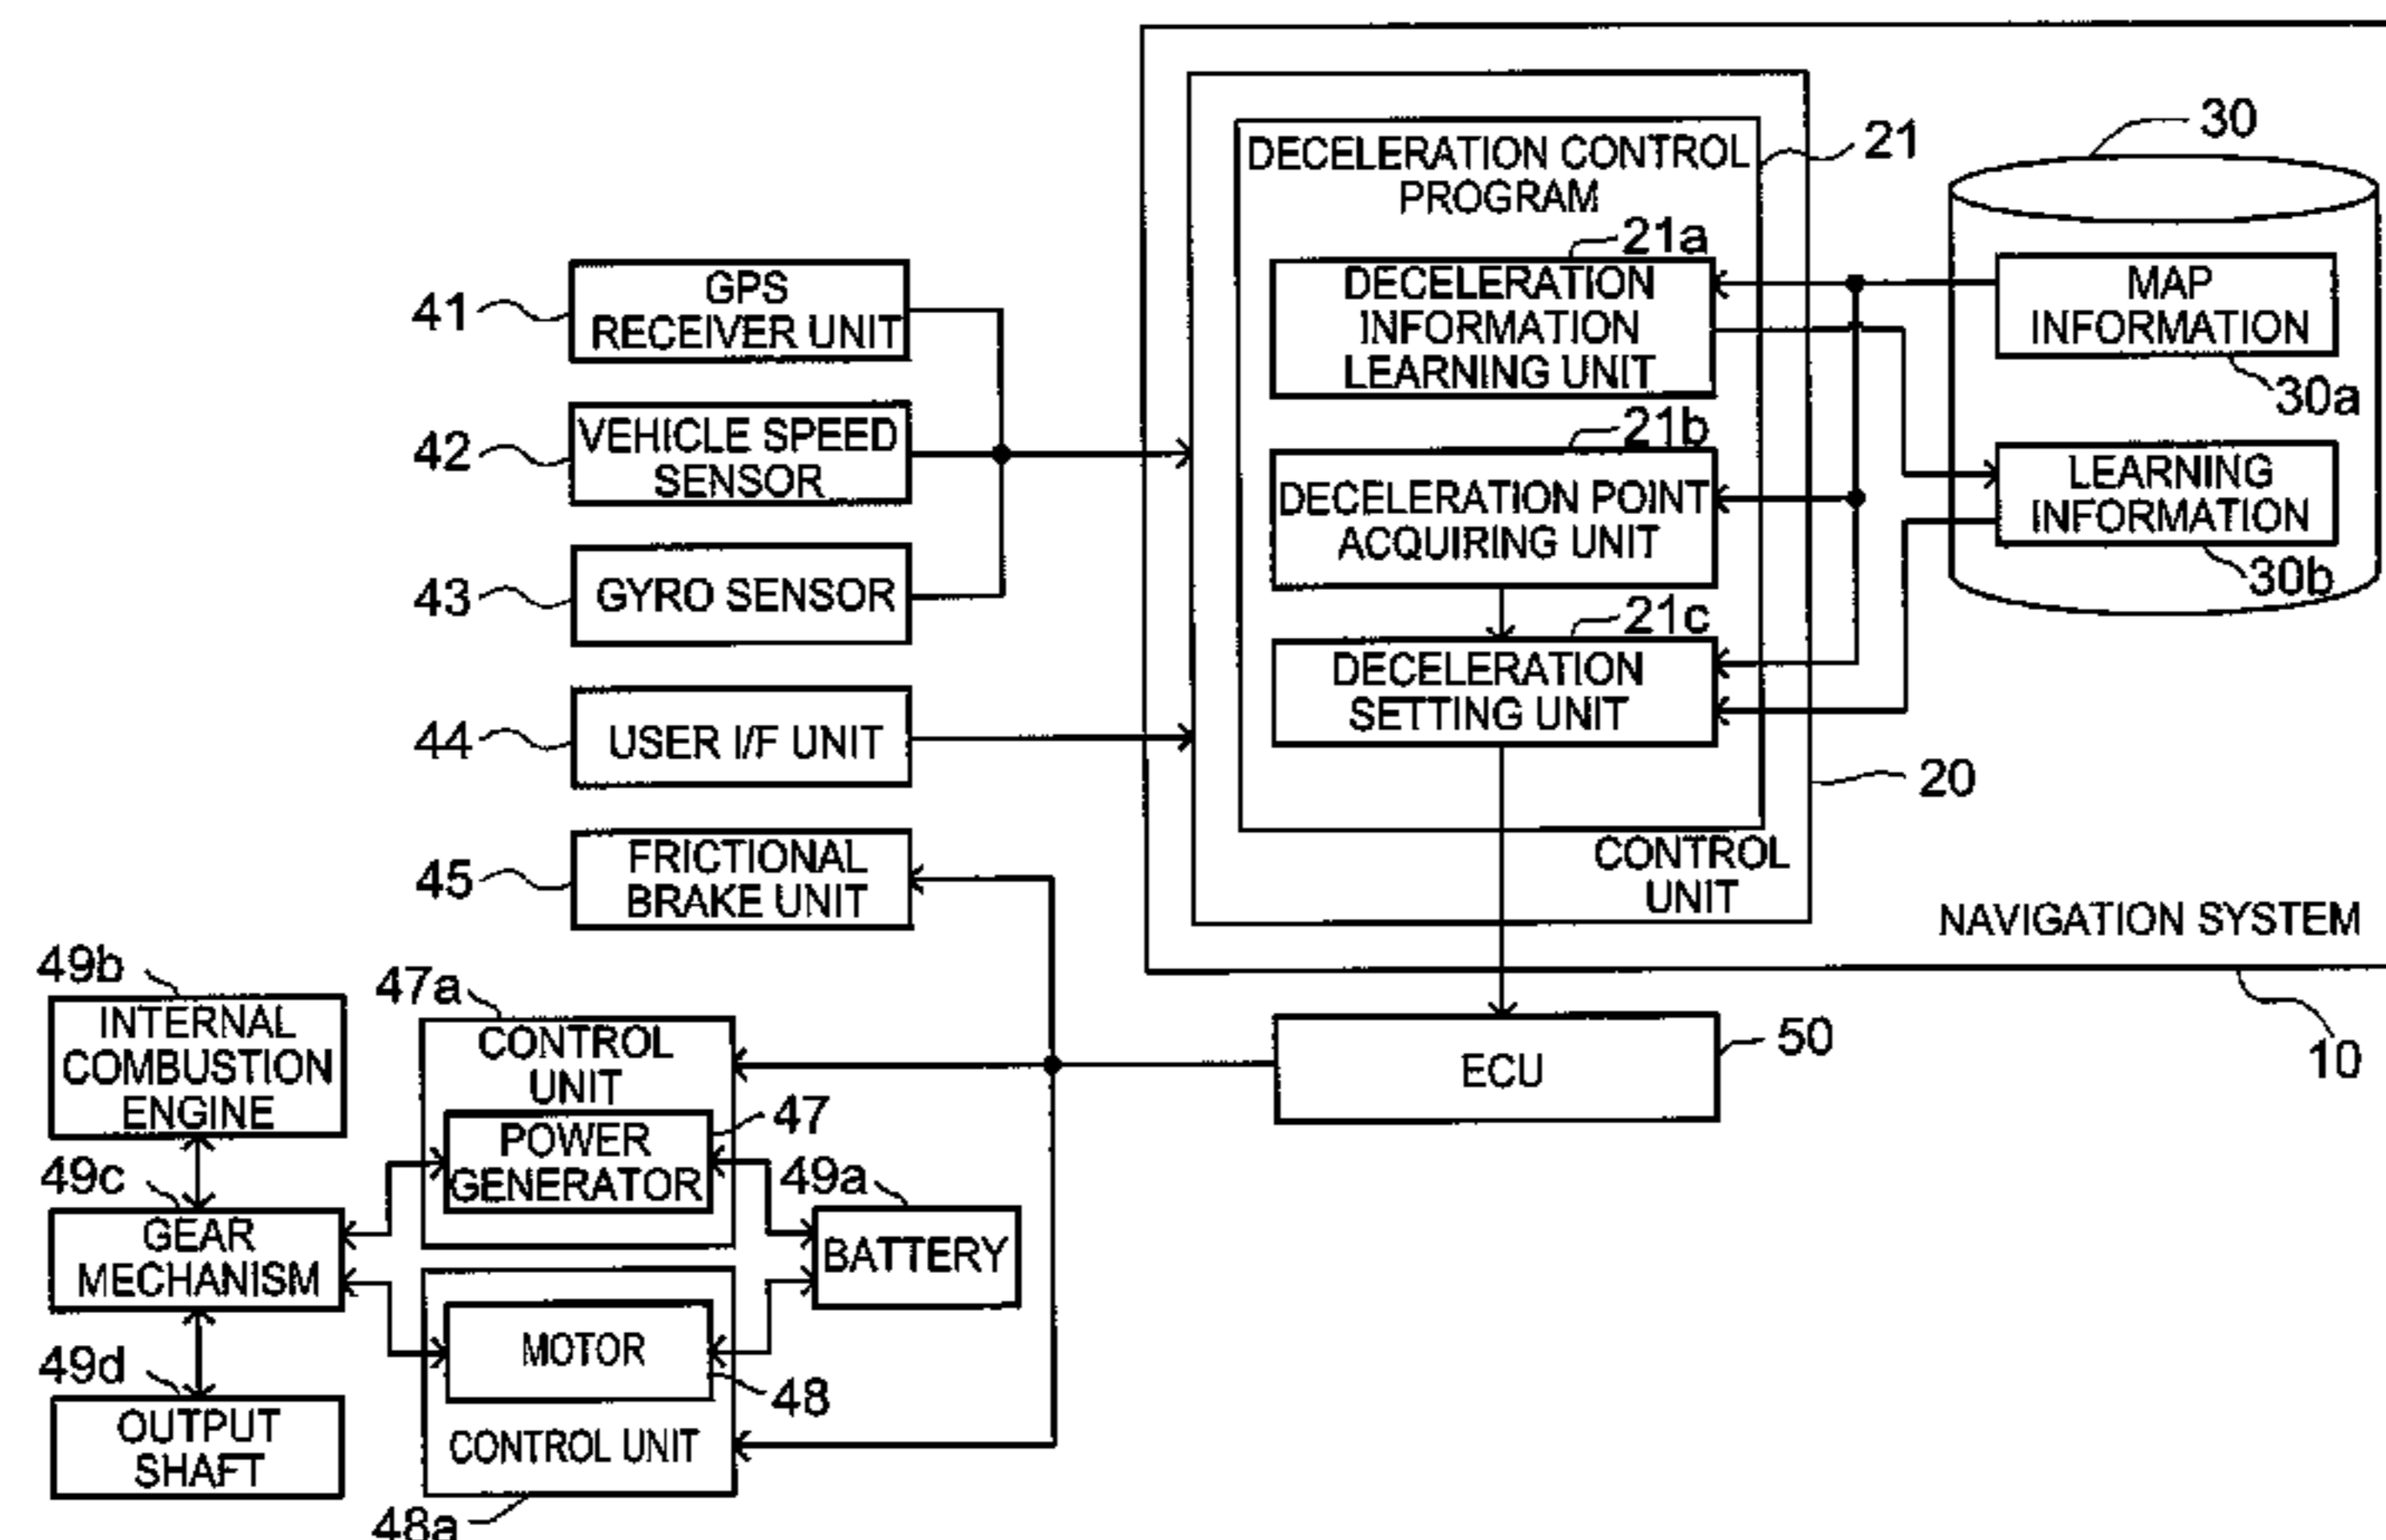 DECELERATION CONTROL
PROGRAM
21
30
21a
DECELERATION
INFORMATION
LEARNING UNIT
MAP
INFORMATION
30a
41
GPS
RECEIVER UNIT
42
VEHICLE SPEED
SENSOR
21b
DECELERATION POINT
ACQUIRING UNIT
LEARNING
INFORMATION
30b
43
GYRO SENSOR
21c
DECELERATION
SETTING UNIT
44
USER I/F UNIT
20
45
FRICTIONAL
BRAKE UNIT
CONTROL
UNIT
NAVIGATION SYSTEM
10
49b
INTERNAL
COMBUSTION
ENGINE
47a
CONTROL
UNIT
ECU
50
POWER
GENERATOR
47
49c
GEAR
MECHANISM
49a
BATTERY
MOTOR
48
CONTROL UNIT
48a
49d
OUTPUT
SHAFT